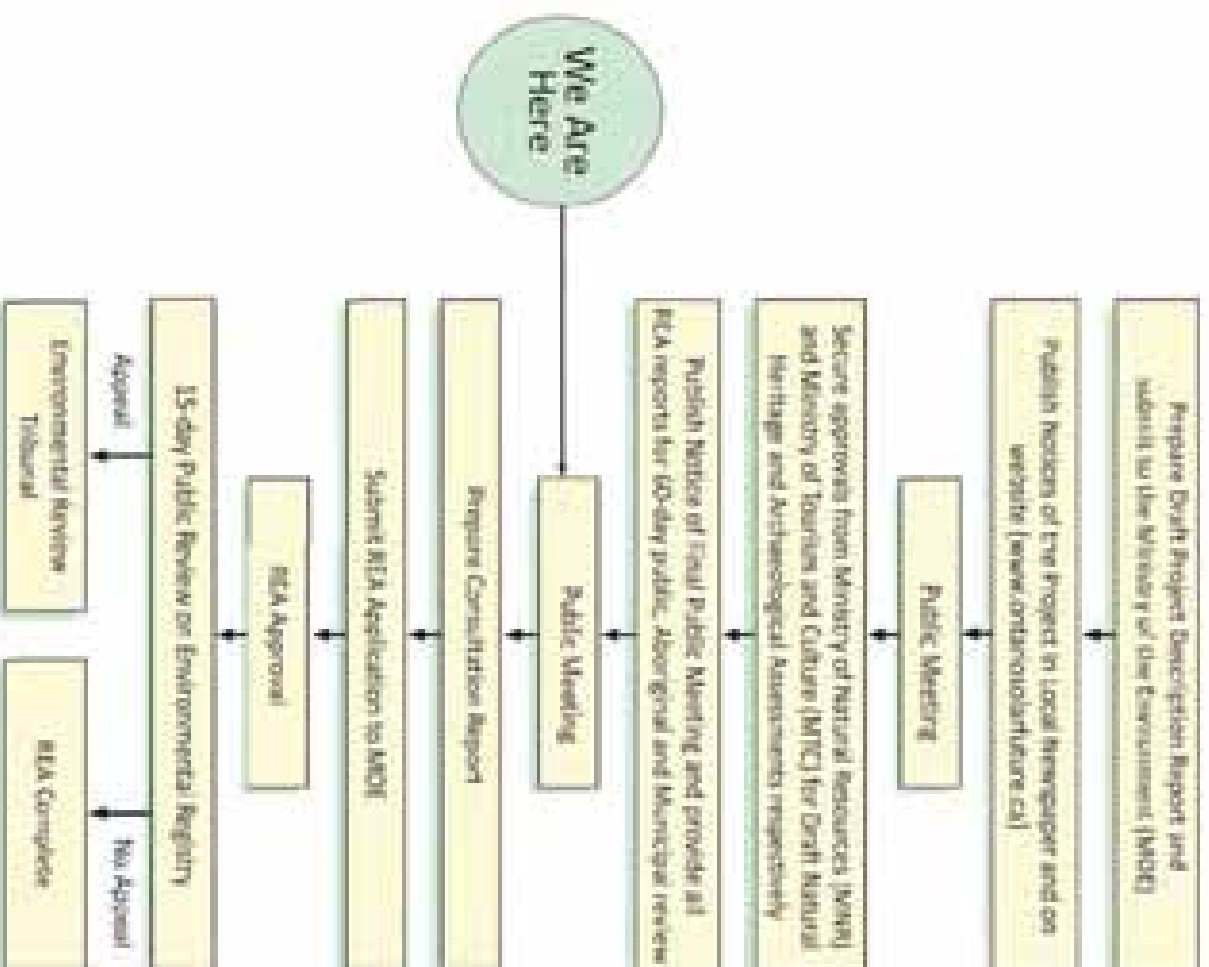 Prepare Draft Project Description Report and
submit to the Ministry of the Environment (MOE)
Publish Notices of the Project in Local Newspaper and on
website (www.ontariosolarfuture.ca)
Public Meeting
Secure approvals from Ministry of Natural Resources (MNR)
and Ministry of Tourism and Culture (MTC) for Draft Natural
Heritage and Archaeological Assessments respectively
Publish Notice of Final Public Meeting and provide all
REA reports for 60-day public, Aboriginal and Municipal review
We Are
Here
Public Meeting
Prepare Consultation Report
Submit REA Application to MOE
REA Approval
15-day Public Review on Environmental Registry
Appeal
No Appeal
Environmental Review
Tribunal
REA Complete